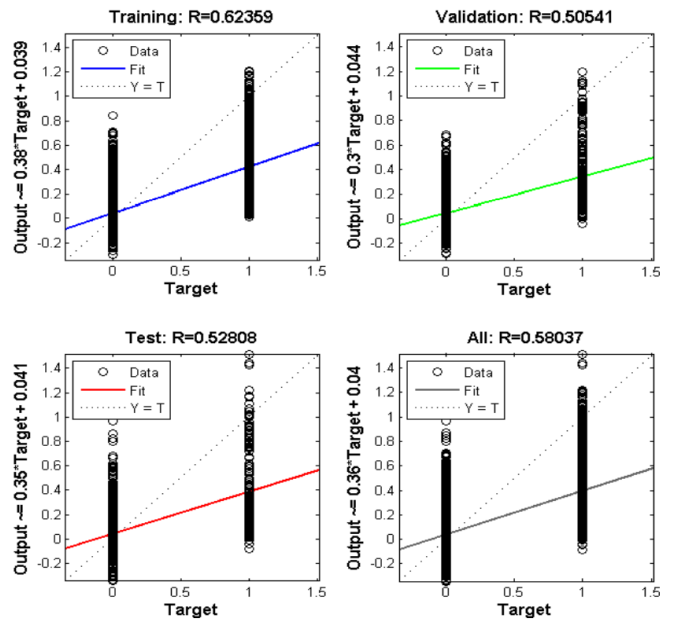 Training: R=0.62359
Output ~= 0.38*Target + 0.039
1.4
1.2
1
0.8
0.6
0.4
0.2
0
-0.2
Data
Fit
Y = T
0
0.5
1
1.5
Target
Validation: R=0.50541
Output ~= 0.3*Target + 0.044
1.4
1.2
1
0.8
0.6
0.4
0.2
0
-0.2
Data
Fit
Y = T
0
0.5
1
1.5
Target
Test: R=0.52808
Output ~= 0.35*Target + 0.041
1.4
1.2
1
0.8
0.6
0.4
0.2
0
-0.2
Data
Fit
Y = T
0
0.5
1
1.5
Target
All: R=0.58037
Output ~= 0.36*Target + 0.04
1.4
1.2
1
0.8
0.6
0.4
0.2
0
-0.2
Data
Fit
Y = T
0
0.5
1
1.5
Target